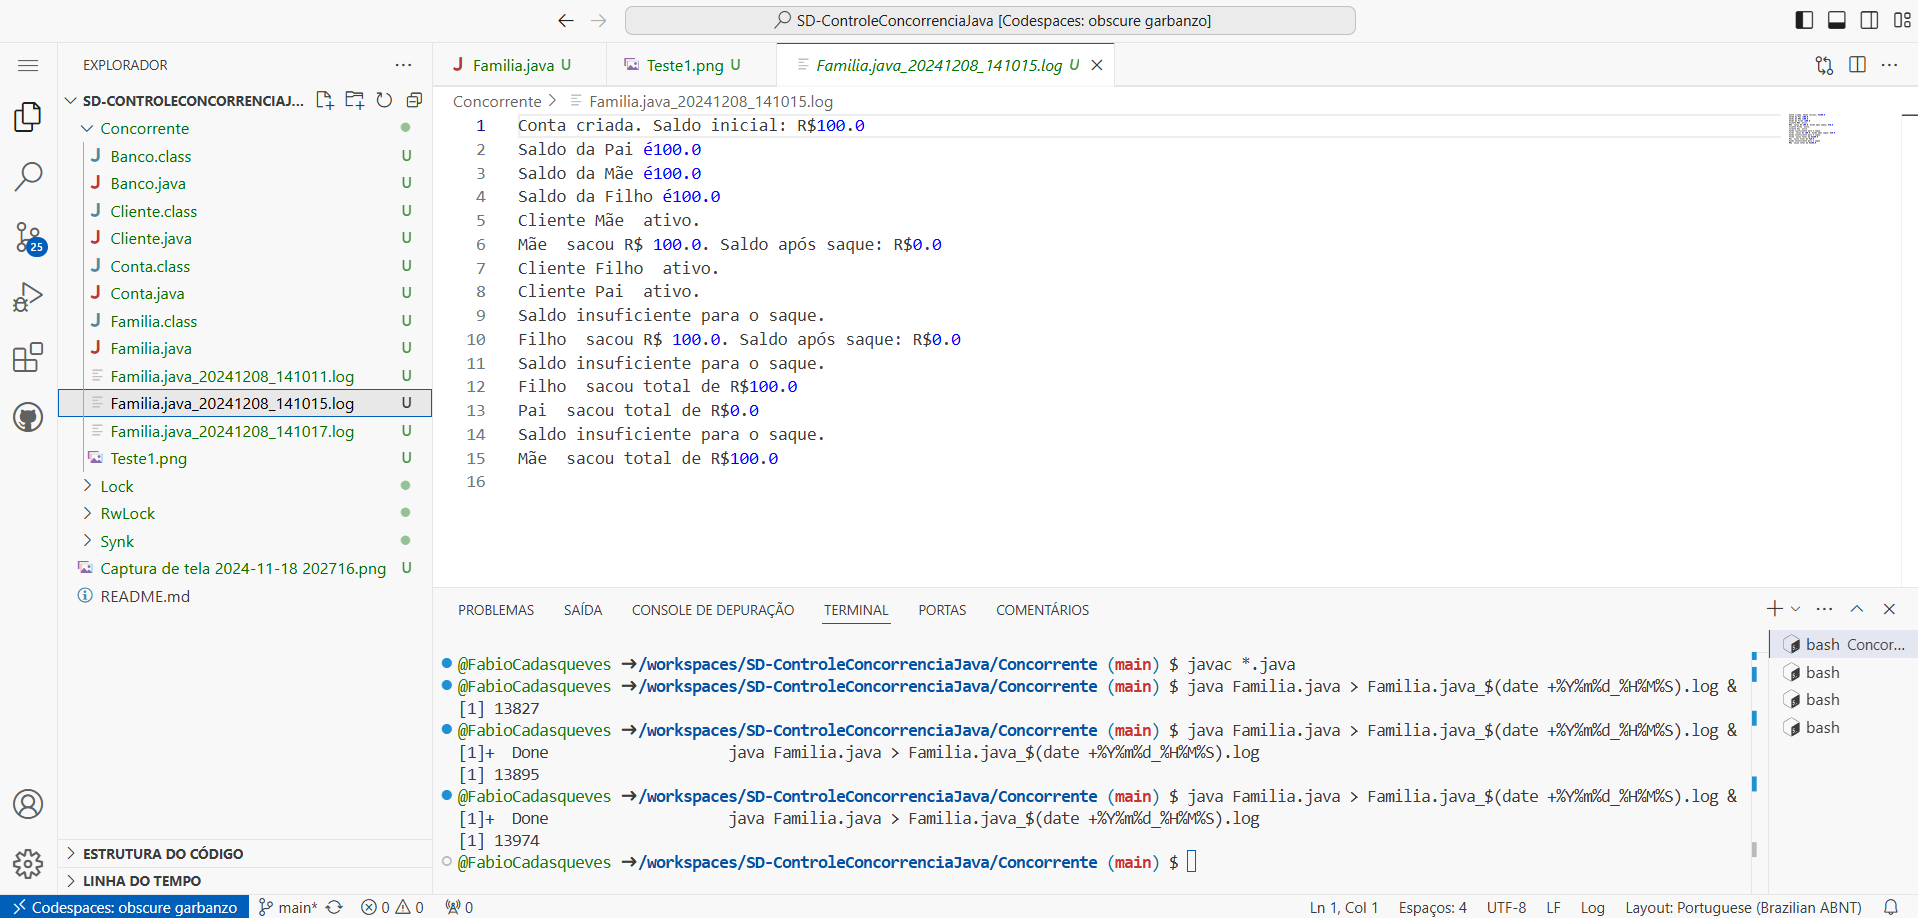 SD-ControleConcorrenciaJava [Codespaces: obscure garbanzo]
EXPLORADOR
SD-CONTROLECONCORRENCIAJ...
Concorrente
Banco.class U
Banco.java U
Cliente.class U
Cliente.java U
Conta.class U
Conta.java U
Familia.class U
Familia.java U
Familia.java_20241208_141011.log U
Familia.java_20241208_141015.log U
Familia.java_20241208_141017.log U
Teste1.png U
Lock
RwLock
Synk
Captura de tela 2024-11-18 202716.png U
README.md
ESTRUTURA DO CÓDIGO
LINHA DO TEMPO
25
Familia.java U
Teste1.png U
Familia.java_20241208_141015.log U
Concorrente > Familia.java_20241208_141015.log
1 Conta criada. Saldo inicial: R$100.0
2 Saldo da Pai é100.0
3 Saldo da Mãe é100.0
4 Saldo da Filho é100.0
5 Cliente Mãe  ativo.
6 Mãe  sacou R$ 100.0. Saldo após saque: R$0.0
7 Cliente Filho  ativo.
8 Cliente Pai  ativo.
9 Saldo insuficiente para o saque.
10 Filho  sacou R$ 100.0. Saldo após saque: R$0.0
11 Saldo insuficiente para o saque.
12 Filho  sacou total de R$100.0
13 Pai  sacou total de R$0.0
14 Saldo insuficiente para o saque.
15 Mãe  sacou total de R$100.0
16
PROBLEMAS SAÍDA CONSOLE DE DEPURAÇÃO TERMINAL PORTAS COMENTÁRIOS
@FabioCadasqueves →/workspaces/SD-ControleConcorrenciaJava/Concorrente (main) $ javac *.java
@FabioCadasqueves →/workspaces/SD-ControleConcorrenciaJava/Concorrente (main) $ java Familia.java > Familia.java_$(date +%Y%m%d_%H%M%S).log &
[1] 13827
@FabioCadasqueves →/workspaces/SD-ControleConcorrenciaJava/Concorrente (main) $ java Familia.java > Familia.java_$(date +%Y%m%d_%H%M%S).log &
[1]+  Done                   java Familia.java > Familia.java_$(date +%Y%m%d_%H%M%S).log
[1] 13895
@FabioCadasqueves →/workspaces/SD-ControleConcorrenciaJava/Concorrente (main) $ java Familia.java > Familia.java_$(date +%Y%m%d_%H%M%S).log &
[1]+  Done                   java Familia.java > Familia.java_$(date +%Y%m%d_%H%M%S).log
[1] 13974
@FabioCadasqueves →/workspaces/SD-ControleConcorrenciaJava/Concorrente (main) $
bash Concor...
bash
bash
bash
Codespaces: obscure garbanzo main* 0 0 0 Ln 1, Col 1 Espaços: 4 UTF-8 LF Log Layout: Portuguese (Brazilian ABNT)